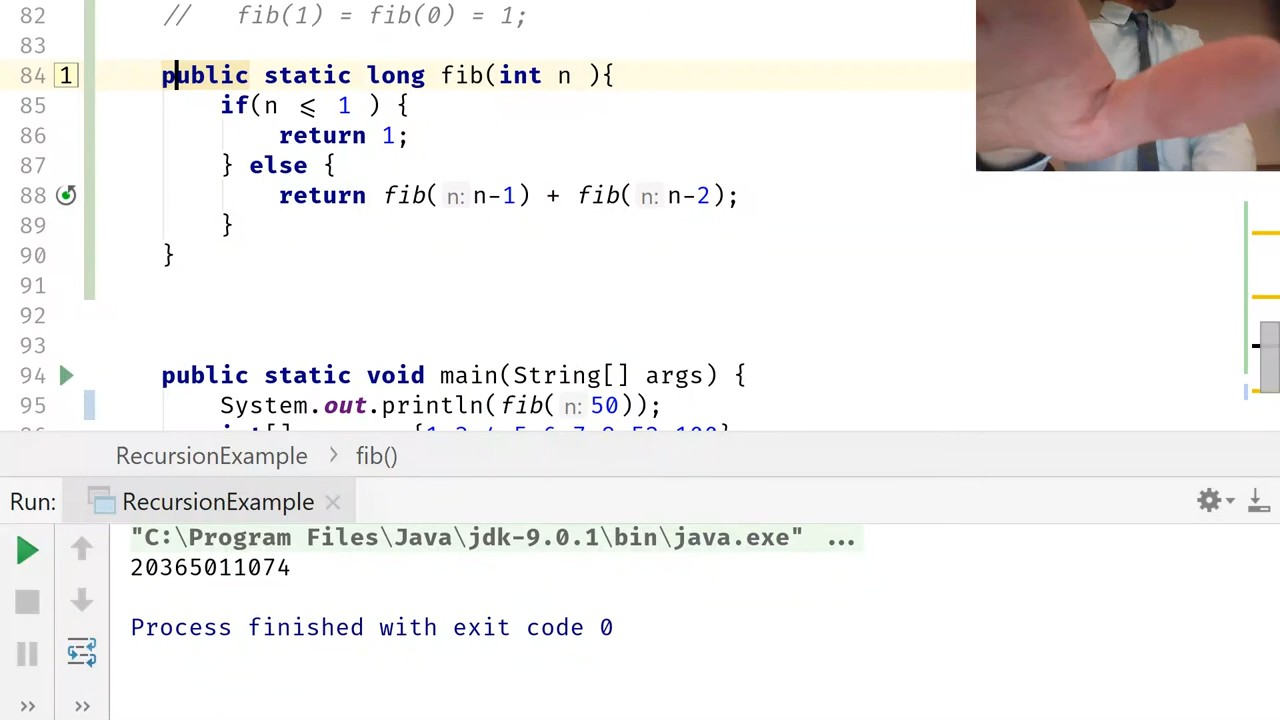 82 // fib(1) = fib(0) = 1;
83
84 1 public static long fib(int n ){
85 if(n ⩽ 1 ) {
86 return 1;
87 } else {
88 return fib( n: n-1) + fib( n: n-2);
89 }
90 }
91
92
93
94 public static void main(String[] args) {
95 System.out.println(fib( n: 50));
RecursionExample > fib()
Run: RecursionExample ×
"C:\Program Files\Java\jdk-9.0.1\bin\java.exe" ...
20365011074
Process finished with exit code 0
>> >>